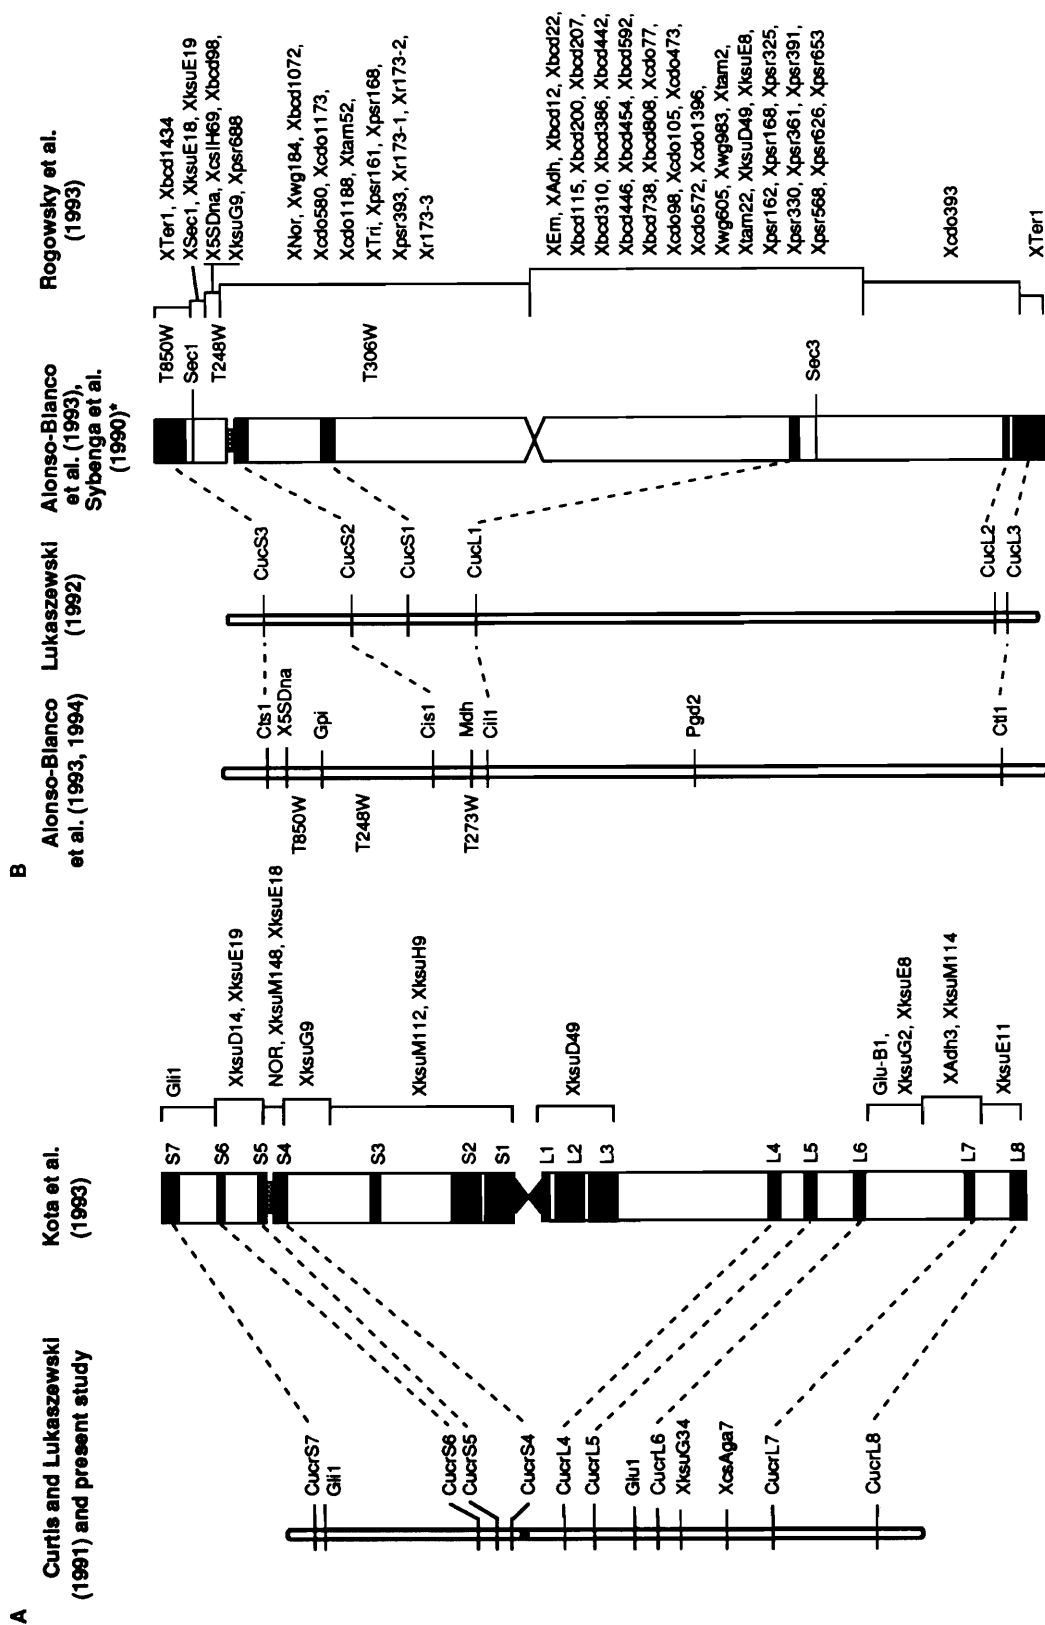 A
Curtis and Lukaszewski
(1991) and present study
CucrS7
Gli1
CucrS6
CucrS5
CucrS4
CucrL4
CucrL5
Glu1
CucrL6
XksuG34
XcsAga7
CucrL7
CucrL8
Kota et al.
(1993)
S7
S6
S5
S4
S3
S2
S1
L1
L2
L3
L4
L5
L6
L7
L8
Gli1
XksuD14, XksuE19
NOR, XksuM148, XksuE18
XksuG9
XksuM112, XksuH9
XksuD49
Glu-B1,
XksuG2, XksuE8
XAdh3, XksuM114
XksuE11
B
Alonso-Blanco
et al. (1993, 1994)
T850W
T248W
T273W
Cts1
X5SDna
Gpi
Cis1
Mdh
Cil1
Pgd2
Ctl1
Lukaszewski
(1992)
CucS3
CucS2
CucS1
CucL1
CucL2
CucL3
Alonso-Blanco
et al. (1993),
Sybenga et al.
(1990)*
T850W
Sec1
T248W
T306W
Sec3
Rogowsky et al.
(1993)
XTer1, Xbcd1434
XSec1, XksuE18, XksuE19
X5SDna, XcslH69, Xbcd98,
XksuG9, Xpsr688
XNor, Xwg184, Xbcd1072,
Xcdo580, Xcdo1173,
Xcdo1188, Xtam52,
XTri, Xpsr161, Xpsr168,
Xpsr393, Xr173-1, Xr173-2,
Xr173-3
XEm, XAdh, Xbcd12, Xbcd22,
Xbcd115, Xbcd200, Xbcd207,
Xbcd310, Xbcd386, Xbcd442,
Xbcd446, Xbcd454, Xbcd592,
Xbcd738, Xbcd808, Xcdo77,
Xcdo98, Xcdo105, Xcdo473,
Xcdo572, Xcdo1396,
Xwg605, Xwg983, Xtam2,
Xtam22, XksuD49, XksuE8,
Xpsr162, Xpsr168, Xpsr325,
Xpsr330, Xpsr361, Xpsr391,
Xpsr568, Xpsr626, Xpsr653
Xcdo393
XTer1